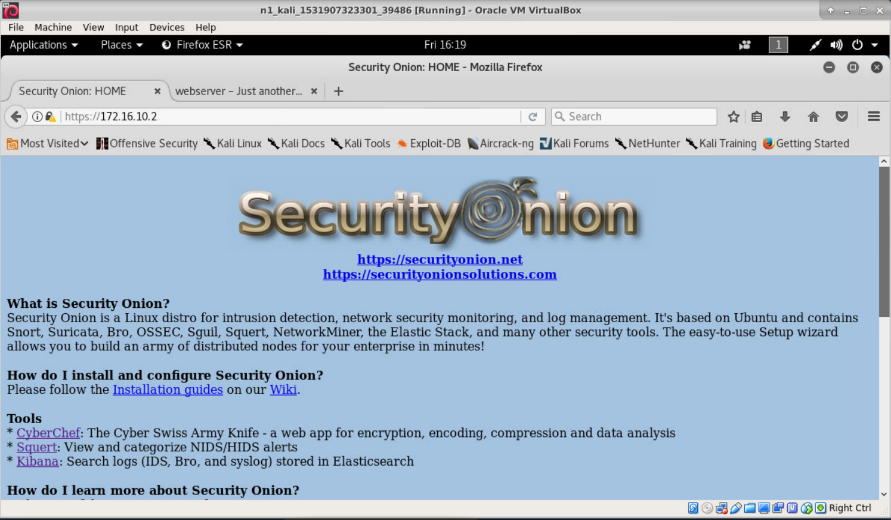 n1_kali_1531907323301_39486 [Running] - Oracle VM VirtualBox
File Machine View Input Devices Help
Applications Places Firefox ESR Fri 16:19 1
Security Onion: HOME - Mozilla Firefox
Security Onion: HOME × webserver – Just another... × +
https://172.16.10.2 Search
Most Visited Offensive Security Kali Linux Kali Docs Kali Tools Exploit-DB Aircrack-ng Kali Forums NetHunter Kali Training Getting Started
SecurityOnion
https://securityonion.net
https://securityonionsolutions.com
What is Security Onion?
Security Onion is a Linux distro for intrusion detection, network security monitoring, and log management. It's based on Ubuntu and contains
Snort, Suricata, Bro, OSSEC, Sguil, Squert, NetworkMiner, the Elastic Stack, and many other security tools. The easy-to-use Setup wizard
allows you to build an army of distributed nodes for your enterprise in minutes!
How do I install and configure Security Onion?
Please follow the Installation guides on our Wiki.
Tools
* CyberChef: The Cyber Swiss Army Knife - a web app for encryption, encoding, compression and data analysis
* Squert: View and categorize NIDS/HIDS alerts
* Kibana: Search logs (IDS, Bro, and syslog) stored in Elasticsearch
How do I learn more about Security Onion?
Right Ctrl